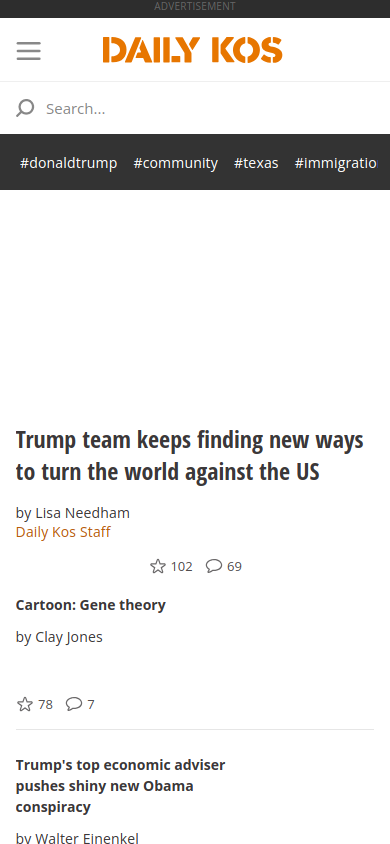 ADVERTISEMENT
DAILY KOS
Search...
#donaldtrump #community #texas #immigratio
Trump team keeps finding new ways
to turn the world against the US
by Lisa Needham
Daily Kos Staff
102 69
Cartoon: Gene theory
by Clay Jones
78 7
Trump's top economic adviser
pushes shiny new Obama
conspiracy
by Walter Einenkel